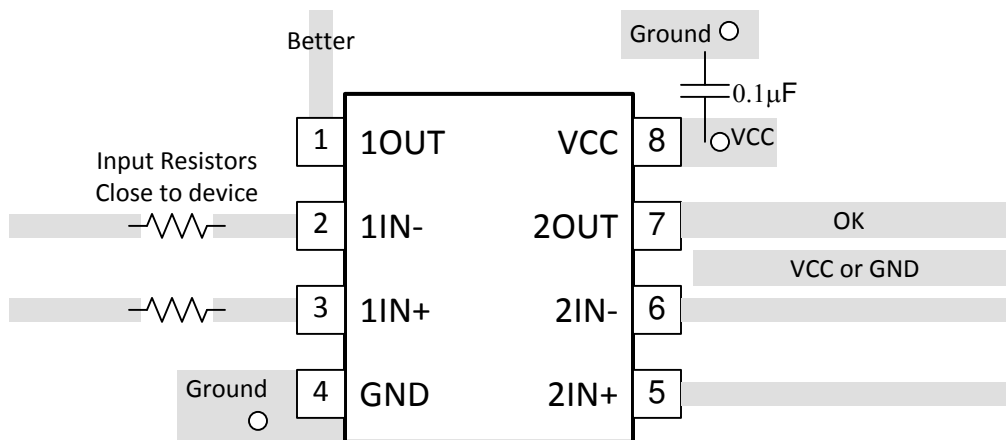 Better
Ground
0.1μF
1 1OUT VCC 8 VCC
Input Resistors
Close to device
2 1IN- 2OUT 7 OK
VCC or GND
3 1IN+ 2IN- 6
Ground
4 GND 2IN+ 5